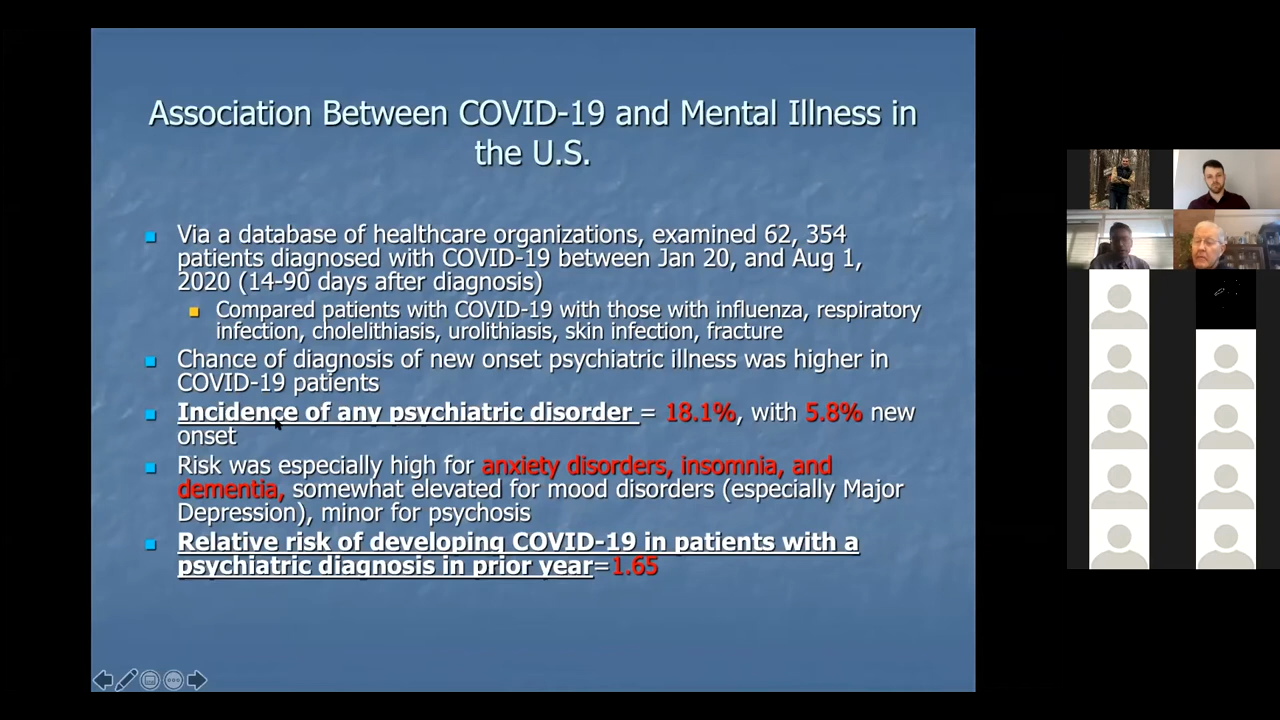 Association Between COVID-19 and Mental Illness in
the U.S.
Via a database of healthcare organizations, examined 62, 354
patients diagnosed with COVID-19 between Jan 20, and Aug 1,
2020 (14-90 days after diagnosis)
Compared patients with COVID-19 with those with influenza, respiratory
infection, cholelithiasis, urolithiasis, skin infection, fracture
Chance of diagnosis of new onset psychiatric illness was higher in
COVID-19 patients
Incidence of any psychiatric disorder = 18.1%, with 5.8% new
onset
Risk was especially high for anxiety disorders, insomnia, and
dementia, somewhat elevated for mood disorders (especially Major
Depression), minor for psychosis
Relative risk of developing COVID-19 in patients with a
psychiatric diagnosis in prior year=1.65